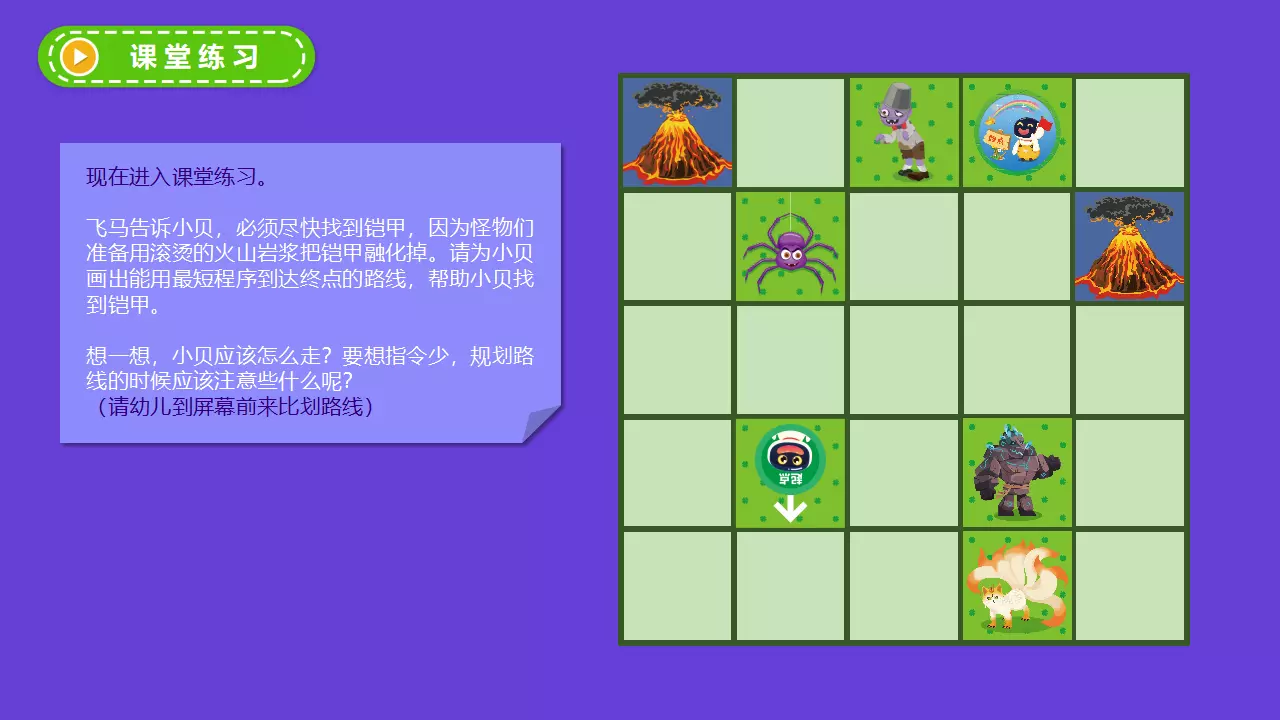 课堂练习
现在进入课堂练习。
飞马告诉小贝，必须尽快找到铠甲，因为怪物们
准备用滚烫的火山岩浆把铠甲融化掉。请为小贝
画出能用最短程序到达终点的路线，帮助小贝找
到铠甲。
想一想，小贝应该怎么走？要想指令少，规划路
线的时候应该注意些什么呢？
（请幼儿到屏幕前来比划路线）
终点
起点